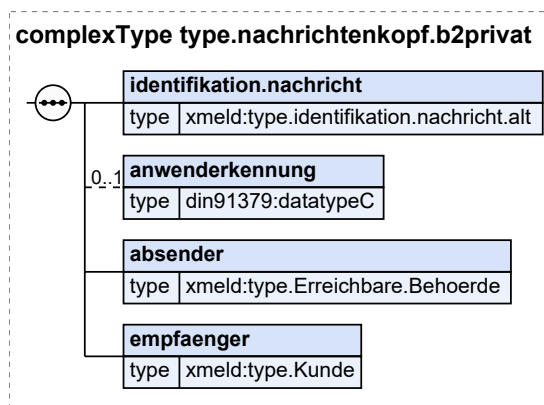 complexType type.nachrichtenkopf.b2privat
identifikation.nachricht
type xmeld:type.identifikation.nachricht.alt
0..1
anwenderkennung
type din91379:datatypeC
absender
type xmeld:type.Erreichbare.Behoerde
empfaenger
type xmeld:type.Kunde